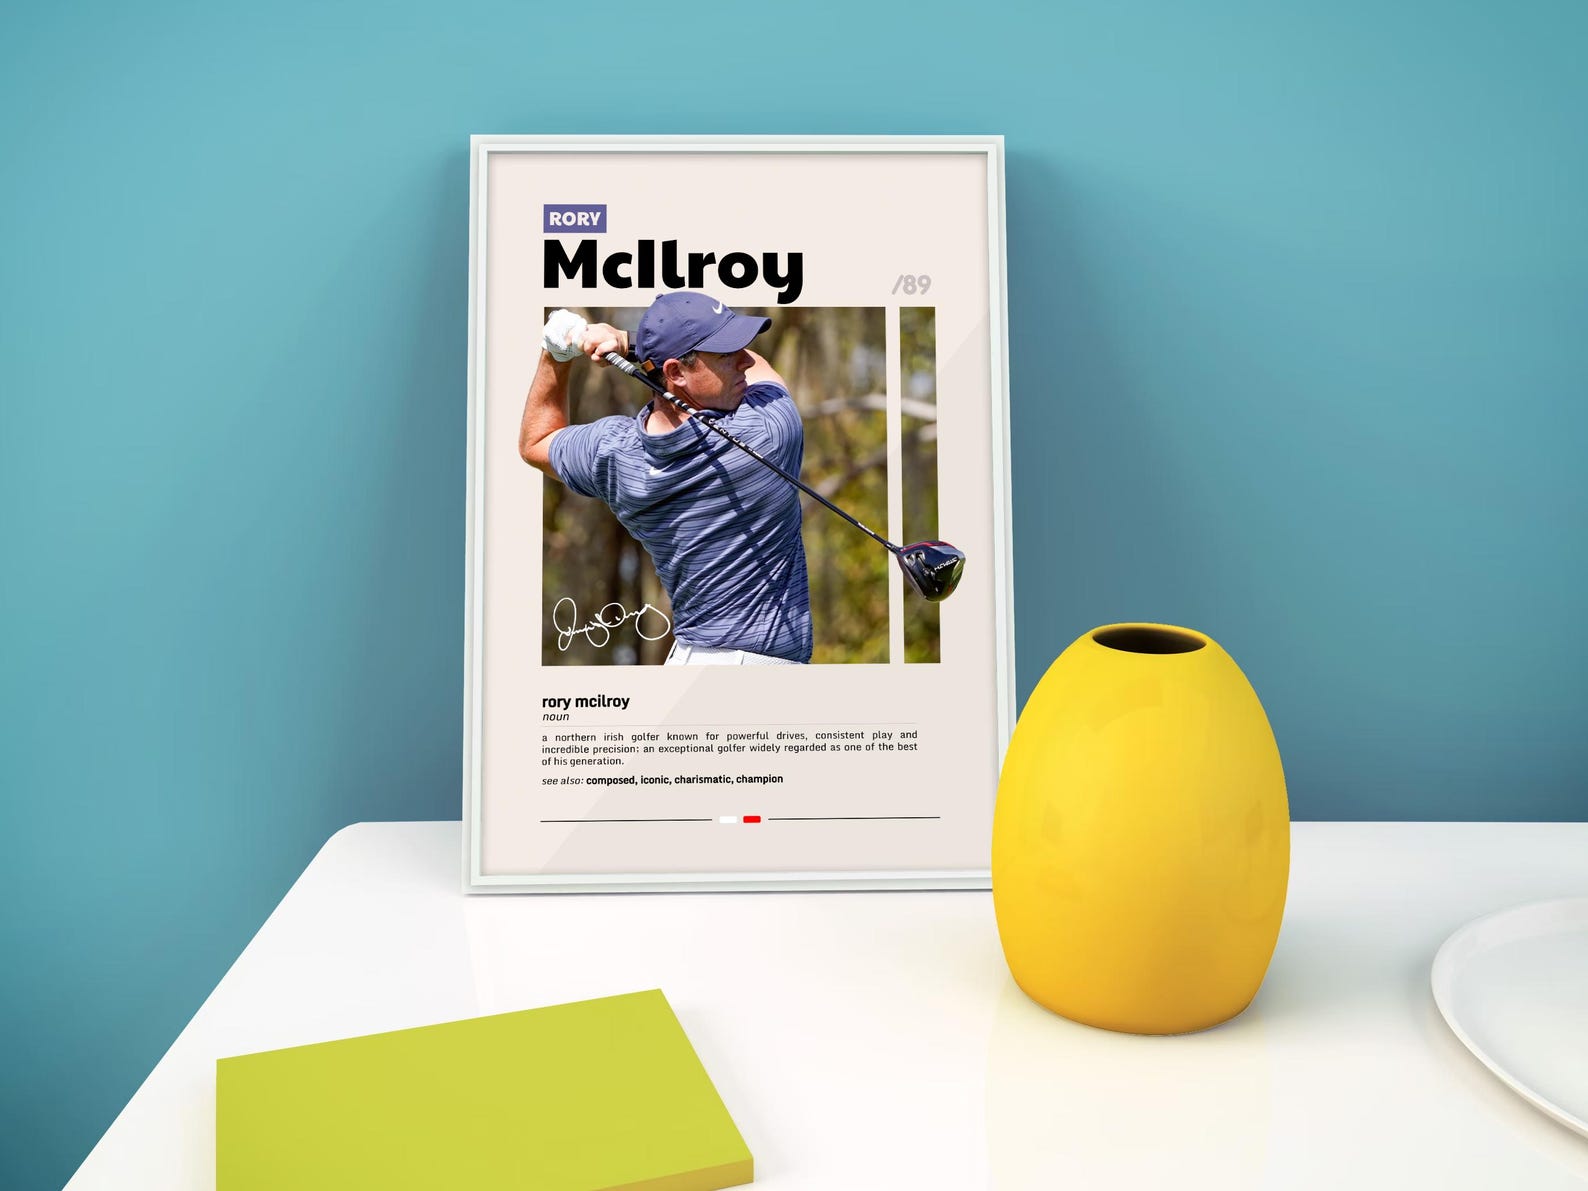 RORY
McIlroy
/89
rory mcilroy
noun
a northern irish golfer known for powerful drives, consistent play and
incredible precision; an exceptional golfer widely regarded as one of the best
of his generation.
see also: composed, iconic, charismatic, champion